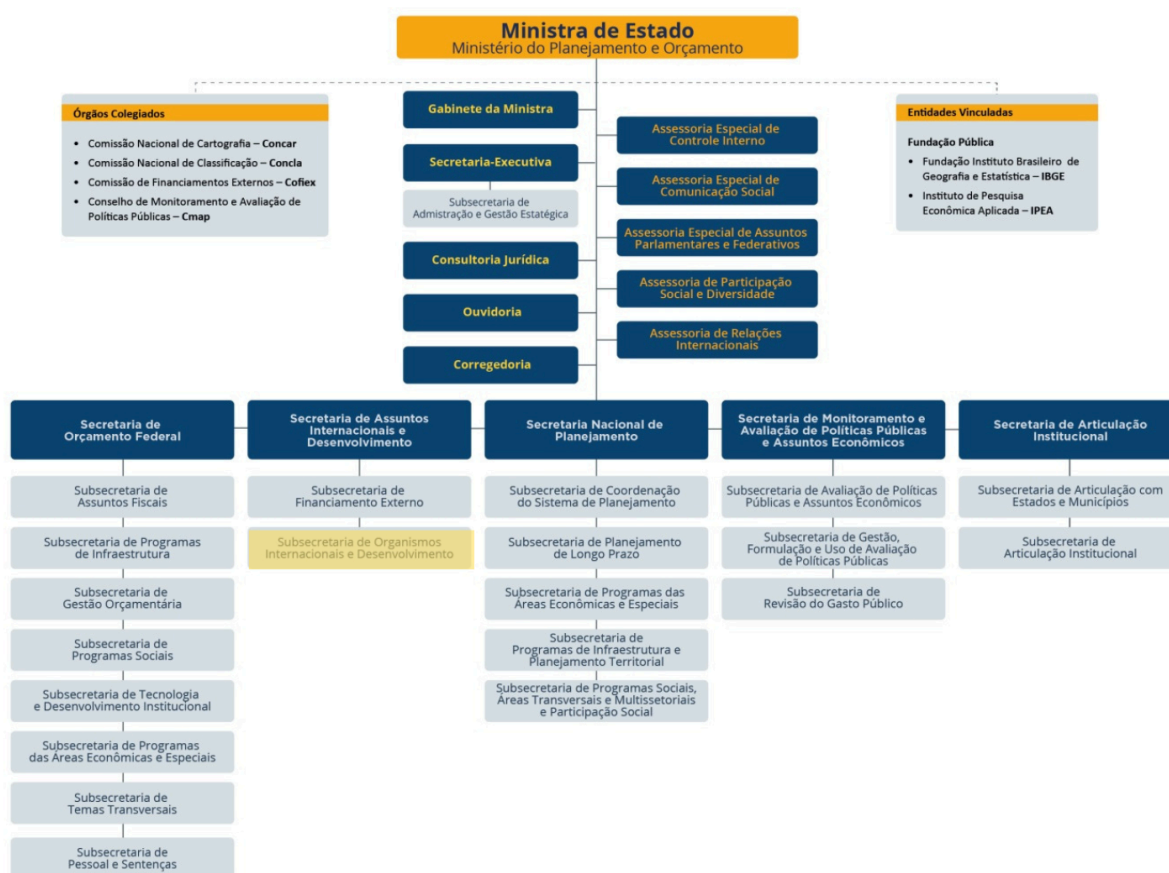 Ministra de Estado
Ministério do Planejamento e Orçamento
Órgãos Colegiados
• Comissão Nacional de Cartografia – Concar
• Comissão Nacional de Classificação – Concla
• Comissão de Financiamentos Externos – Cofiex
• Conselho de Monitoramento e Avaliação de
Políticas Públicas – Cmap
Gabinete da Ministra
Secretaria-Executiva
Subsecretaria de
Admistração e Gestão Estatégica
Consultoria Jurídica
Ouvidoria
Corregedoria
Assessoria Especial de
Controle Interno
Assessoria Especial de
Comunicação Social
Assessoria Especial de Assuntos
Parlamentares e Federativos
Assessoria de Participação
Social e Diversidade
Assessoria de Relações
Internacionais
Entidades Vinculadas
Fundação Pública
• Fundação Instituto Brasileiro de
Geografia e Estatística – IBGE
• Instituto de Pesquisa
Econômica Aplicada – IPEA
Secretaria de
Orçamento Federal
Subsecretaria de
Assuntos Fiscais
Subsecretaria de Programas
de Infraestrutura
Subsecretaria de
Gestão Orçamentária
Subsecretaria de
Programas Sociais
Subsecretaria de Tecnologia
e Desenvolvimento Institucional
Subsecretaria de Programas
das Áreas Econômicas e Especiais
Subsecretaria de
Temas Transversais
Subsecretaria de
Pessoal e Sentenças
Secretaria de Assuntos
Internacionais e
Desenvolvimento
Subsecretaria de
Financiamento Externo
Subsecretaria de Organismos
Internacionais e Desenvolvimento
Secretaria Nacional de
Planejamento
Subsecretaria de Coordenação
do Sistema de Planejamento
Subsecretaria de Planejamento
de Longo Prazo
Subsecretaria de Programas das
Áreas Econômicas e Especiais
Subsecretaria de
Programas de Infraestrutura e
Planejamento Territorial
Subsecretaria de Programas Sociais,
Áreas Transversais e Multissetoriais
e Participação Social
Secretaria de Monitoramento e
Avaliação de Políticas Públicas
e Assuntos Econômicos
Subsecretaria de Avaliação de Políticas
Públicas e Assuntos Econômicos
Subsecretaria de Gestão,
Formulação e Uso de Avaliação
de Políticas Públicas
Subsecretaria de
Revisão do Gasto Público
Secretaria de Articulação
Institucional
Subsecretaria de Articulação com
Estados e Municípios
Subsecretaria de
Articulação Institucional